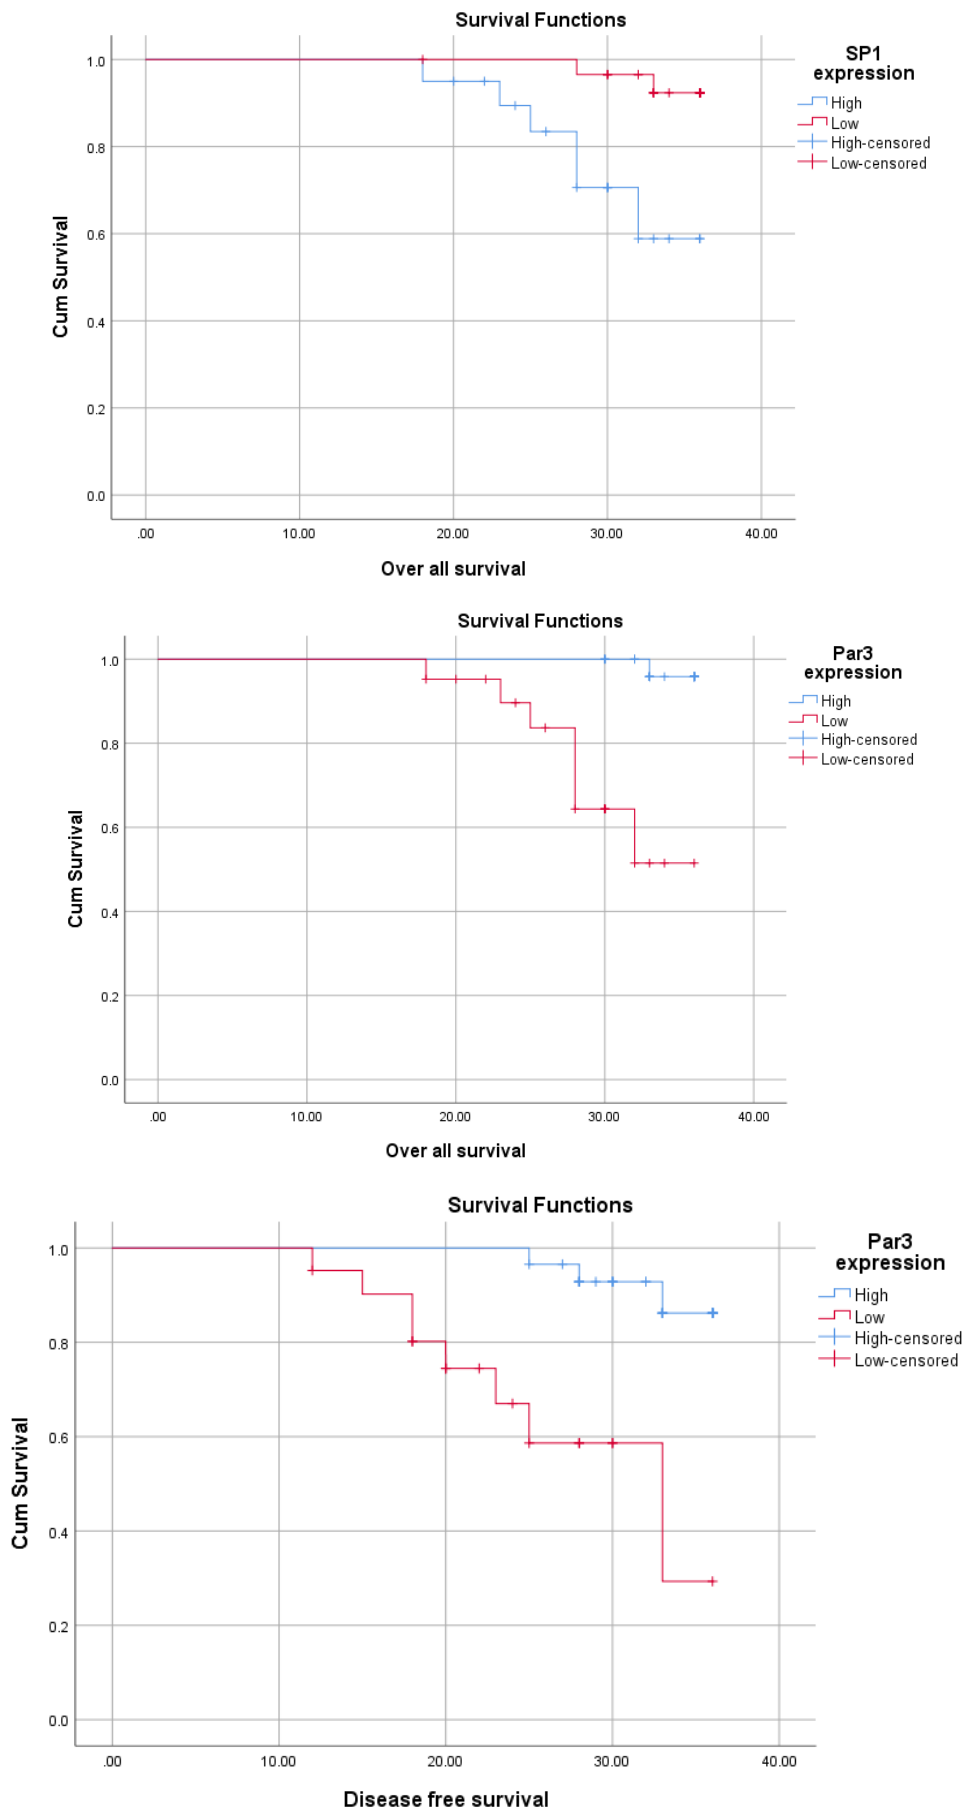 Survival Functions
SP1
expression
High
Low
High-censored
Low-censored
1.0
0.8
0.6
0.4
0.2
0.0
Cum Survival
.00 10.00 20.00 30.00 40.00
Over all survival
Survival Functions
Par3
expression
High
Low
High-censored
Low-censored
1.0
0.8
0.6
0.4
0.2
0.0
Cum Survival
.00 10.00 20.00 30.00 40.00
Over all survival
Survival Functions
Par3
expression
High
Low
High-censored
Low-censored
1.0
0.8
0.6
0.4
0.2
0.0
Cum Survival
.00 10.00 20.00 30.00 40.00
Disease free survival